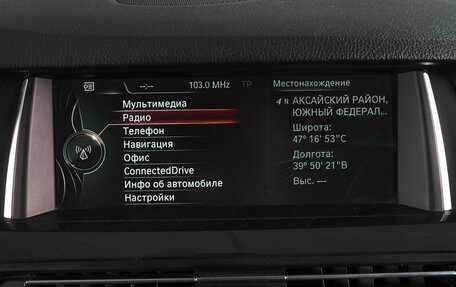 --:-- 103.0 MHz TP Местонахождение
Мультимедиа
Радио
Телефон
Навигация
Офис
ConnectedDrive
Инфо об автомобиле
Настройки
N АКСАЙСКИЙ РАЙОН,
ЮЖНЫЙ ФЕДЕРАЛ...
Широта:
47° 16' 53"С
Долгота:
39° 50' 21"В
Выс. ---